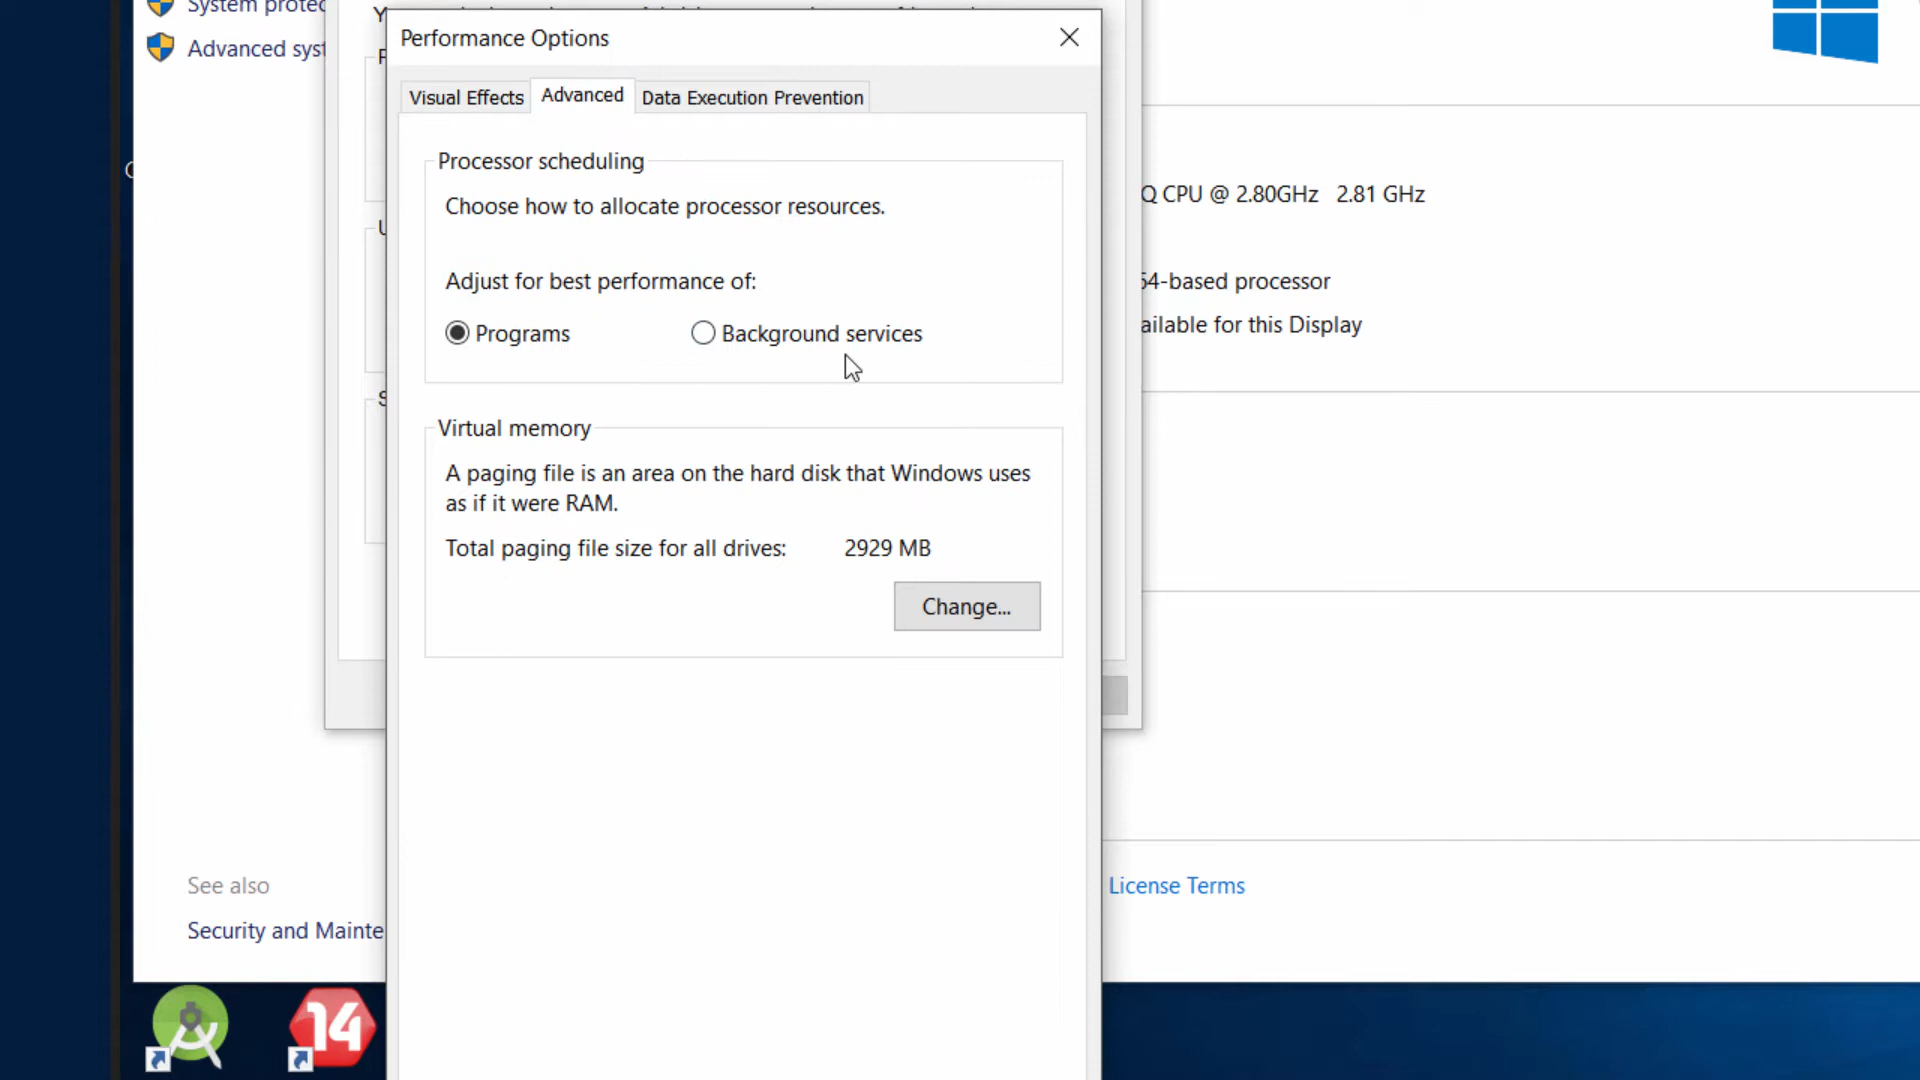 System protec
Advanced syst
Performance Options
Visual Effects
Advanced
Data Execution Prevention
Processor scheduling
Choose how to allocate processor resources.
Adjust for best performance of:
Programs
Background services
Virtual memory
A paging file is an area on the hard disk that Windows uses
as if it were RAM.
Total paging file size for all drives: 2929 MB
Change...
Q CPU @ 2.80GHz 2.81 GHz
64-based processor
ailable for this Display
See also
Security and Mainte
License Terms
14